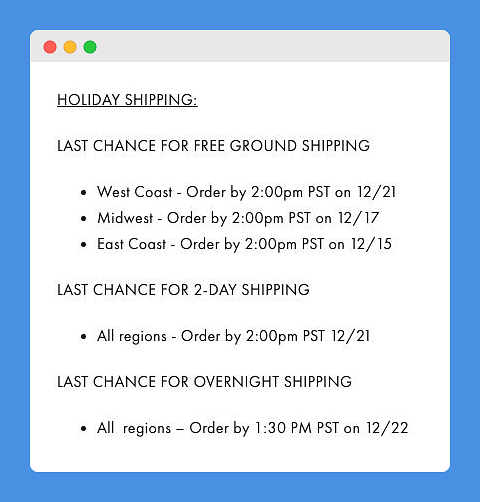 HOLIDAY SHIPPING:
LAST CHANCE FOR FREE GROUND SHIPPING
• West Coast - Order by 2:00pm PST on 12/21
• Midwest - Order by 2:00pm PST on 12/17
• East Coast - Order by 2:00pm PST on 12/15
LAST CHANCE FOR 2-DAY SHIPPING
• All regions - Order by 2:00pm PST 12/21
LAST CHANCE FOR OVERNIGHT SHIPPING
• All  regions – Order by 1:30 PM PST on 12/22